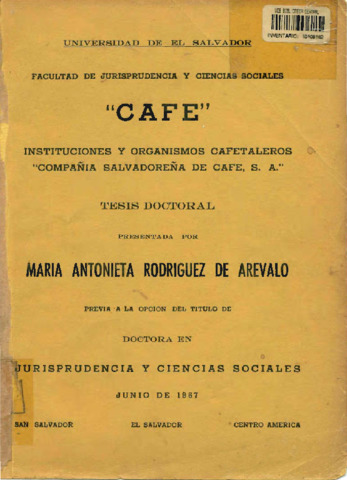 UNIVERSIDAD DE EL SALVADOR
FACULTAD DE JURISPRUDENCIA Y CIENCIAS SOCIALES
"CAFE"
INSTITUCIONES Y ORGANISMOS CAFETALEROS
"COMPAÑIA SALVADOREÑA DE CAFE, S. A."
TESIS DOCTORAL
PRESENTADA POR
MARIA ANTONIETA RODRIGUEZ DE AREVALO
PREVIA A LA OPCION DEL TITULO DE
DOCTORA EN
JURISPRUDENCIA Y CIENCIAS SOCIALES
JUNIO DE 1967
SAN SALVADOR EL SALVADOR CENTRO AMERICA